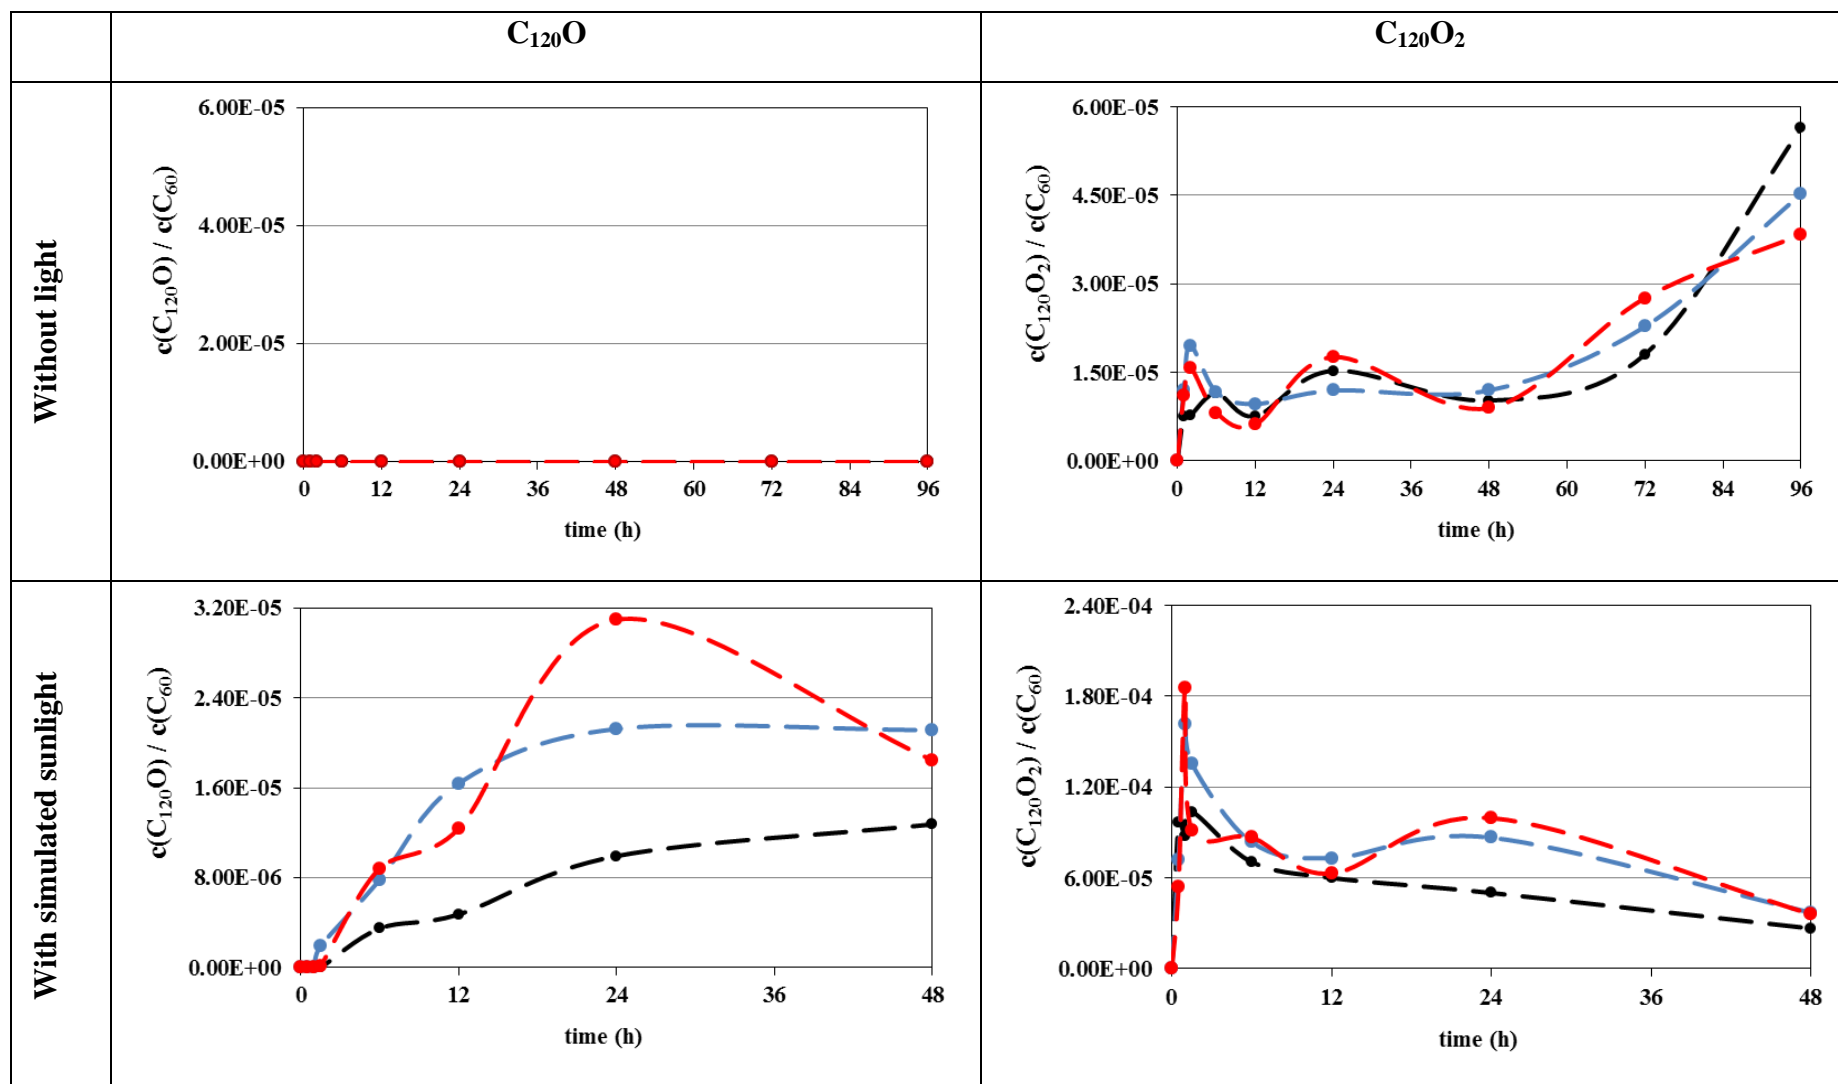 C₁₂₀O
C₁₂₀O₂
Without light
c(C₁₂₀O) / c(C₆₀)
6.00E-05
4.00E-05
2.00E-05
0.00E+00
0 12 24 36 48 60 72 84 96
time (h)
c(C₁₂₀O₂) / c(C₆₀)
6.00E-05
4.50E-05
3.00E-05
1.50E-05
0.00E+00
0 12 24 36 48 60 72 84 96
time (h)
With simulated sunlight
c(C₁₂₀O) / c(C₆₀)
3.20E-05
2.40E-05
1.60E-05
8.00E-06
0.00E+00
0 12 24 36 48
time (h)
c(C₁₂₀O₂) / c(C₆₀)
2.40E-04
1.80E-04
1.20E-04
6.00E-05
0.00E+00
0 12 24 36 48
time (h)